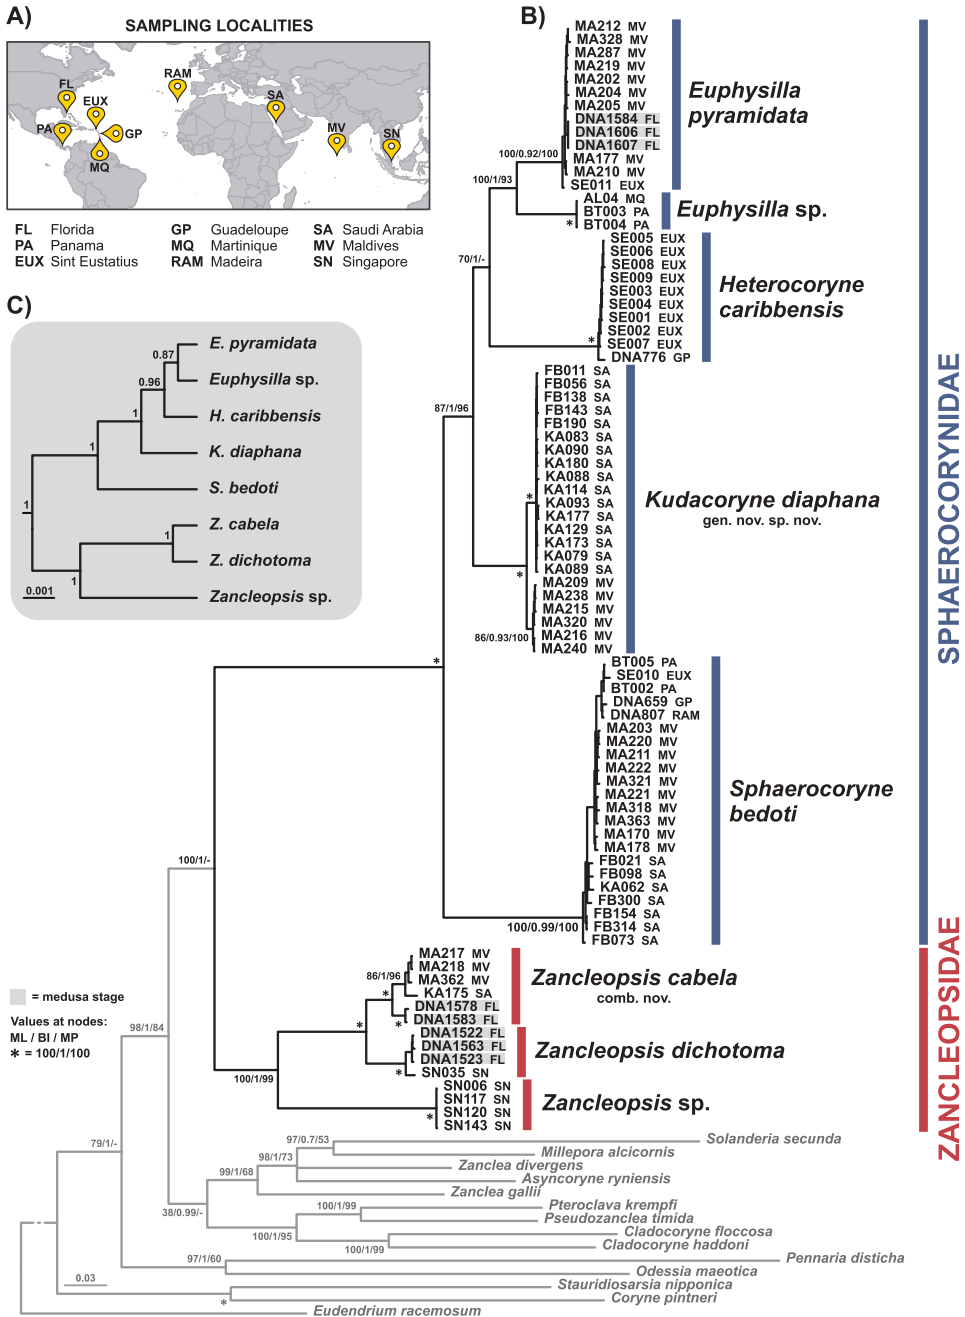 A)
SAMPLING LOCALITIES
FL
EUX
PA
GP
MQ
RAM
SA
MV
SN
FL Florida
PA Panama
EUX Sint Eustatius
GP Guadeloupe
MQ Martinique
RAM Madeira
SA Saudi Arabia
MV Maldives
SN Singapore
B)
MA212 MV
MA328 MV
MA287 MV
MA219 MV
MA202 MV
MA204 MV
MA205 MV
DNA1584 FL
DNA1606 FL
DNA1607 FL
MA177 MV
MA210 MV
SE011 EUX
Euphysilla
pyramidata
100/0.92/100
100/1/93
AL04 MQ
BT003 PA
BT004 PA
*
Euphysilla sp.
70/1/-
SE005 EUX
SE006 EUX
SE008 EUX
SE009 EUX
SE003 EUX
SE004 EUX
SE001 EUX
SE002 EUX
SE007 EUX
DNA776 GP
*
Heterocoryne
caribbensis
87/1/96
FB011 SA
FB056 SA
FB138 SA
FB143 SA
FB190 SA
KA083 SA
KA090 SA
KA180 SA
KA088 SA
KA114 SA
KA093 SA
KA177 SA
KA129 SA
KA173 SA
KA079 SA
KA089 SA
MA209 MV
MA238 MV
MA215 MV
MA320 MV
MA216 MV
MA240 MV
*
*
86/0.93/100
Kudacoryne diaphana
gen. nov. sp. nov.
*
BT005 PA
SE010 EUX
BT002 PA
DNA659 GP
DNA807 RAM
MA203 MV
MA220 MV
MA211 MV
MA222 MV
MA321 MV
MA221 MV
MA318 MV
MA363 MV
MA170 MV
MA178 MV
FB021 SA
FB098 SA
KA062 SA
FB300 SA
FB154 SA
FB314 SA
FB073 SA
100/0.99/100
Sphaerocoryne
bedoti
SPHAEROCORYNIDAE
C)
E. pyramidata
Euphysilla sp.
H. caribbensis
K. diaphana
S. bedoti
Z. cabela
Z. dichotoma
Zancleopsis sp.
0.87
0.96
1
1
1
1
1
0.001
100/1/-
MA217 MV
MA218 MV
MA362 MV
KA175 SA
DNA1578 FL
DNA1583 FL
86/1/96
*
*
*
Zancleopsis cabela
comb. nov.
DNA1522 FL
DNA1563 FL
DNA1523 FL
SN035 SN
*
Zancleopsis dichotoma
100/1/99
SN006 SN
SN117 SN
SN120 SN
SN143 SN
*
Zancleopsis sp.
ZANCLEOPSIDAE
= medusa stage
Values at nodes:
ML / BI / MP
* = 100/1/100
98/1/84
79/1/-
97/0.7/53
Solanderia secunda
Millepora alcicornis
98/1/73
Zanclea divergens
Asyncoryne ryniensis
99/1/68
Zanclea gallii
38/0.99/-
Pteroclava krempfi
100/1/99
Pseudozanclea timida
100/1/95
Cladocoryne floccosa
100/1/99
Cladocoryne haddoni
97/1/60
Pennaria disticha
Odessia maeotica
0.03
Stauridiosarsia nipponica
*
Coryne pintneri
Eudendrium racemosum